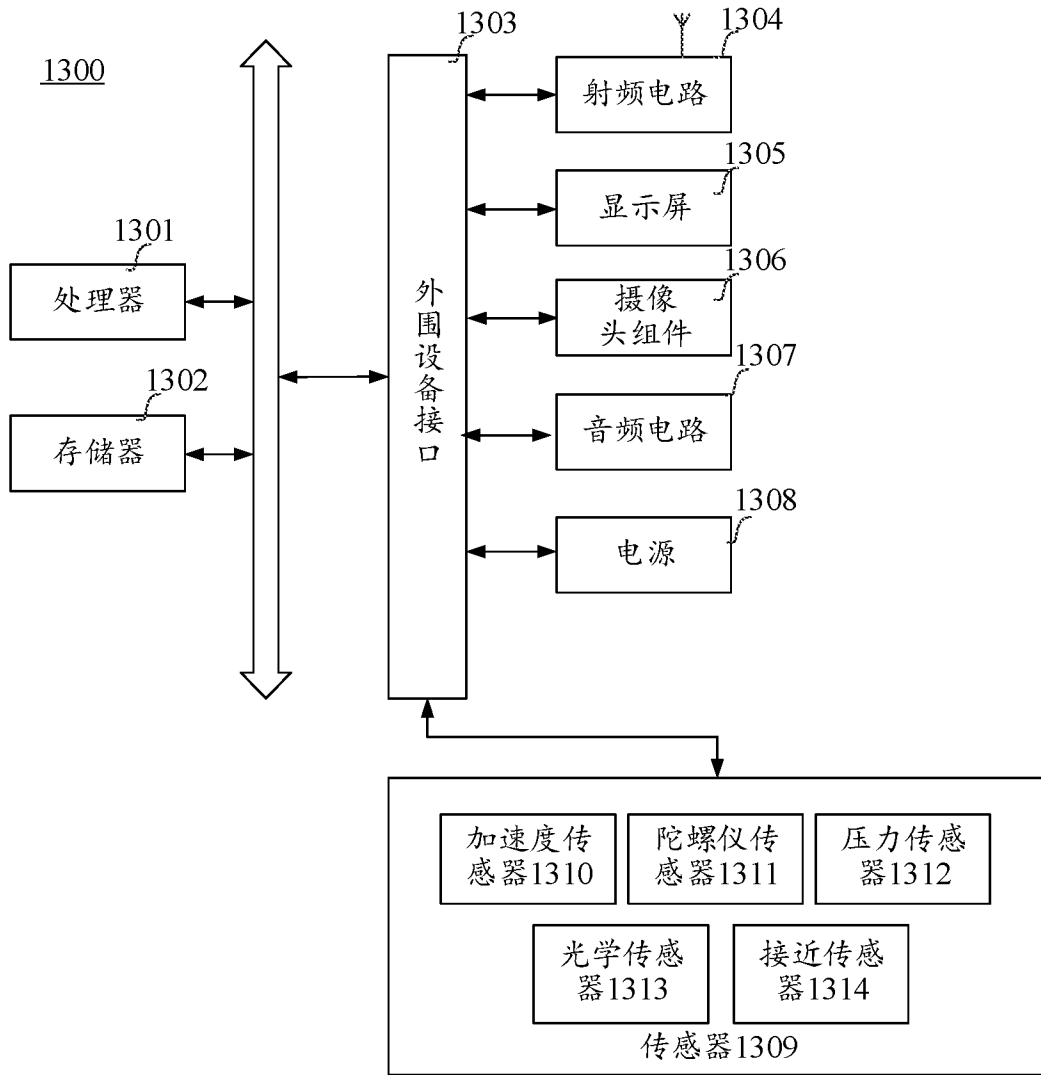 1300
1303
1304
射频电路
1305
显示屏
1301
处理器
1306
摄像
头组件
外围设备接口
1302
存储器
1307
音频电路
1308
电源
加速度传
感器1310
陀螺仪传
感器1311
压力传感
器1312
光学传感
器1313
接近传感
器1314
传感器1309